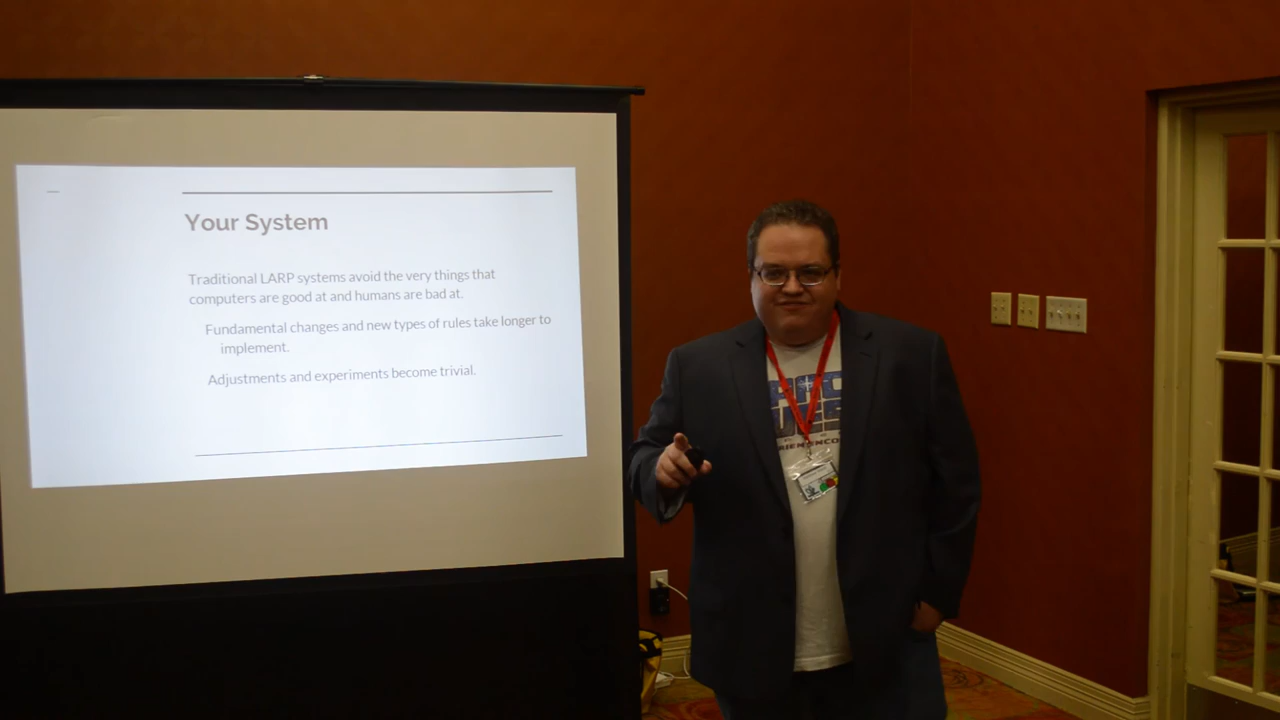 Your System
Traditional LARP systems avoid the very things that
computers are good at and humans are bad at.
Fundamental changes and new types of rules take longer to
implement.
Adjustments and experiments become trivial.